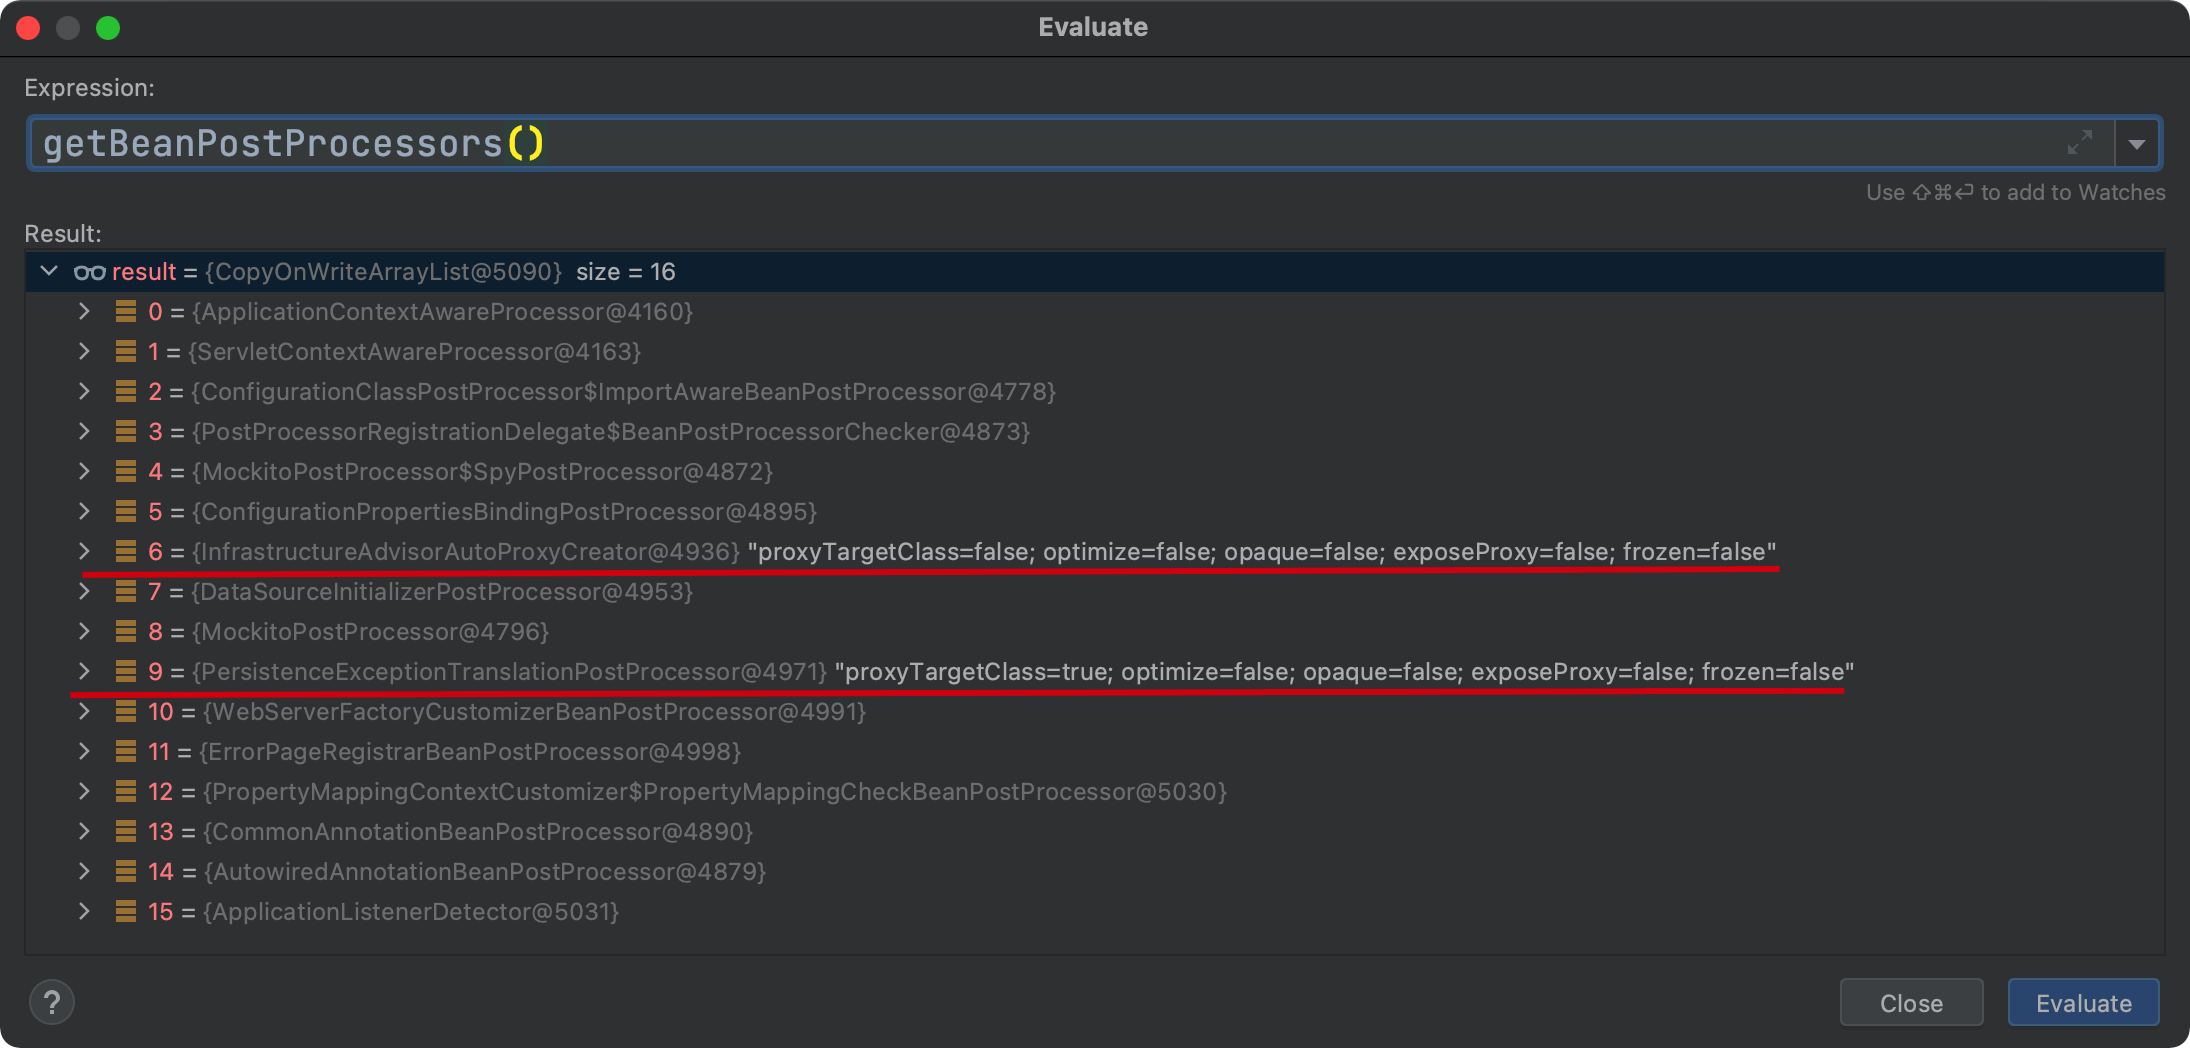 Evaluate
Expression:
getBeanPostProcessors()
Use ⇧⌘⏎ to add to Watches
Result:
result = {CopyOnWriteArrayList@5090} size = 16
0 = {ApplicationContextAwareProcessor@4160}
1 = {ServletContextAwareProcessor@4163}
2 = {ConfigurationClassPostProcessor$ImportAwareBeanPostProcessor@4778}
3 = {PostProcessorRegistrationDelegate$BeanPostProcessorChecker@4873}
4 = {MockitoPostProcessor$SpyPostProcessor@4872}
5 = {ConfigurationPropertiesBindingPostProcessor@4895}
6 = {InfrastructureAdvisorAutoProxyCreator@4936} "proxyTargetClass=false; optimize=false; opaque=false; exposeProxy=false; frozen=false"
7 = {DataSourceInitializerPostProcessor@4953}
8 = {MockitoPostProcessor@4796}
9 = {PersistenceExceptionTranslationPostProcessor@4971} "proxyTargetClass=true; optimize=false; opaque=false; exposeProxy=false; frozen=false"
10 = {WebServerFactoryCustomizerBeanPostProcessor@4991}
11 = {ErrorPageRegistrarBeanPostProcessor@4998}
12 = {PropertyMappingContextCustomizer$PropertyMappingCheckBeanPostProcessor@5030}
13 = {CommonAnnotationBeanPostProcessor@4890}
14 = {AutowiredAnnotationBeanPostProcessor@4879}
15 = {ApplicationListenerDetector@5031}
?
Close
Evaluate